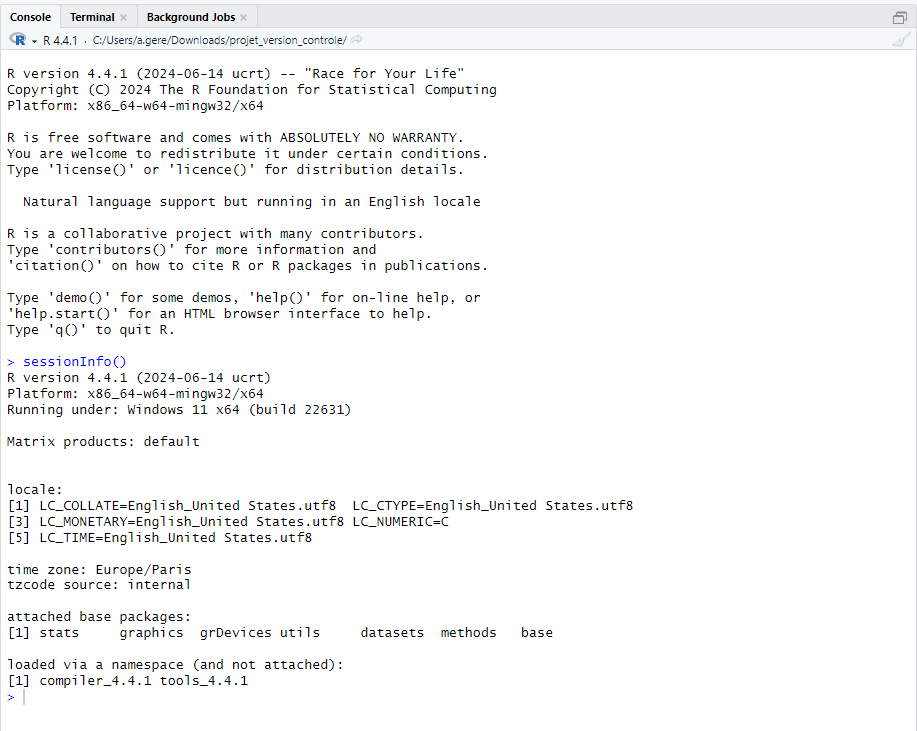 Console Terminal Background Jobs
R 4.4.1 · C:/Users/a.gere/Downloads/projet_version_controle/
R version 4.4.1 (2024-06-14 ucrt) -- "Race for Your Life"
Copyright (C) 2024 The R Foundation for Statistical Computing
Platform: x86_64-w64-mingw32/x64
R is free software and comes with ABSOLUTELY NO WARRANTY.
You are welcome to redistribute it under certain conditions.
Type 'license()' or 'licence()' for distribution details.
Natural language support but running in an English locale
R is a collaborative project with many contributors.
Type 'contributors()' for more information and
'citation()' on how to cite R or R packages in publications.
Type 'demo()' for some demos, 'help()' for on-line help, or
'help.start()' for an HTML browser interface to help.
Type 'q()' to quit R.
> sessionInfo()
R version 4.4.1 (2024-06-14 ucrt)
Platform: x86_64-w64-mingw32/x64
Running under: Windows 11 x64 (build 22631)
Matrix products: default
locale:
[1] LC_COLLATE=English_United States.utf8  LC_CTYPE=English_United States.utf8
[3] LC_MONETARY=English_United States.utf8 LC_NUMERIC=C
[5] LC_TIME=English_United States.utf8
time zone: Europe/Paris
tzcode source: internal
attached base packages:
[1] stats     graphics  grDevices utils     datasets  methods   base
loaded via a namespace (and not attached):
[1] compiler_4.4.1 tools_4.4.1
>